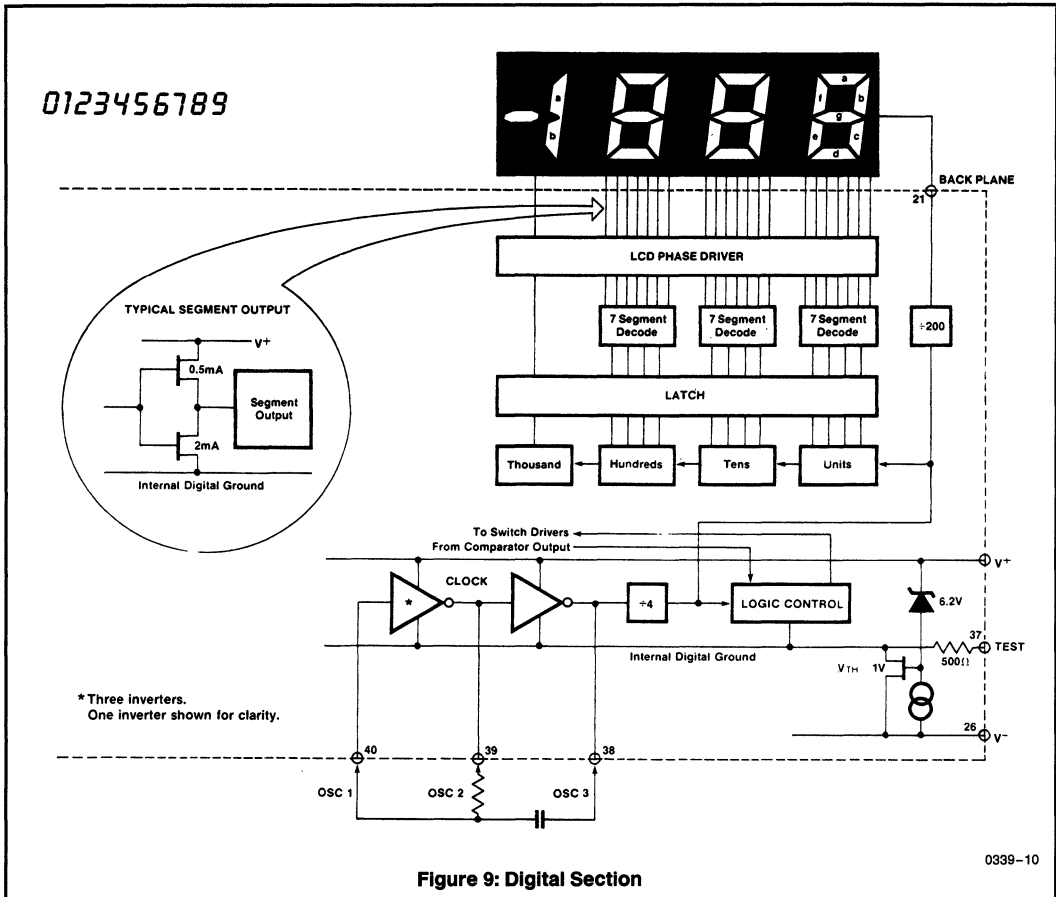 0123456789
a
b
a
f
b
g
e
c
d
BACK PLANE
21
LCD PHASE DRIVER
TYPICAL SEGMENT OUTPUT
V+
0.5mA
Segment
Output
2mA
Internal Digital Ground
7 Segment
Decode
7 Segment
Decode
7 Segment
Decode
÷200
LATCH
Thousand
Hundreds
Tens
Units
To Switch Drivers
From Comparator Output
V+
CLOCK
*
÷4
LOGIC CONTROL
6.2V
37
TEST
500Ω
Internal Digital Ground
VTH
1V
* Three inverters.
One inverter shown for clarity.
26
V−
40
39
38
OSC 1
OSC 2
OSC 3
0339–10
Figure 9: Digital Section